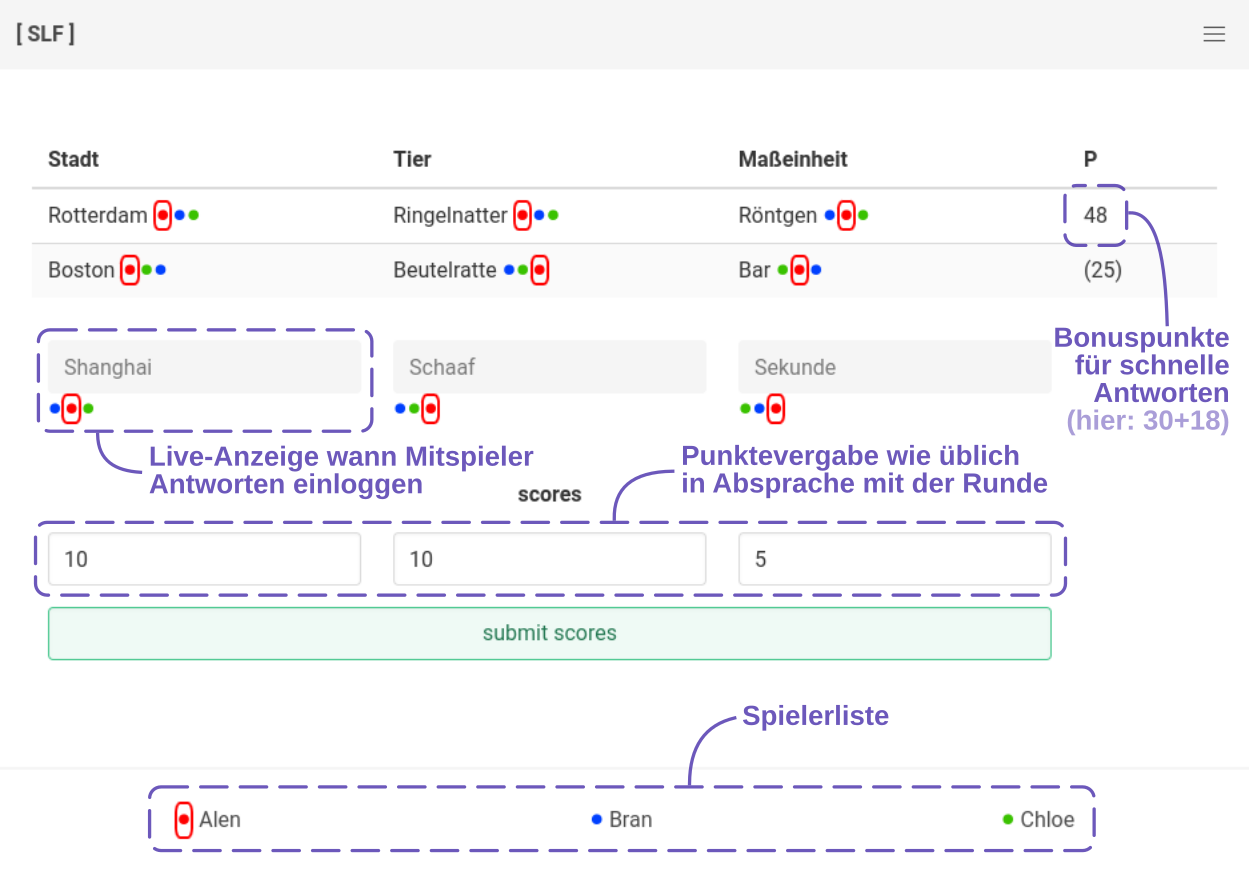 [ SLF ]
Stadt Tier Maßeinheit P
Rotterdam Ringelnatter Röntgen 48
Boston Beutelratte Bar (25)
Shanghai Schaaf Sekunde
Bonuspunkte
für schnelle
Antworten
(hier: 30+18)
Live-Anzeige wann Mitspieler
Antworten einloggen
Punktevergabe wie üblich
in Absprache mit der Runde
scores
10 10 5
submit scores
Spielerliste
Alen Bran Chloe